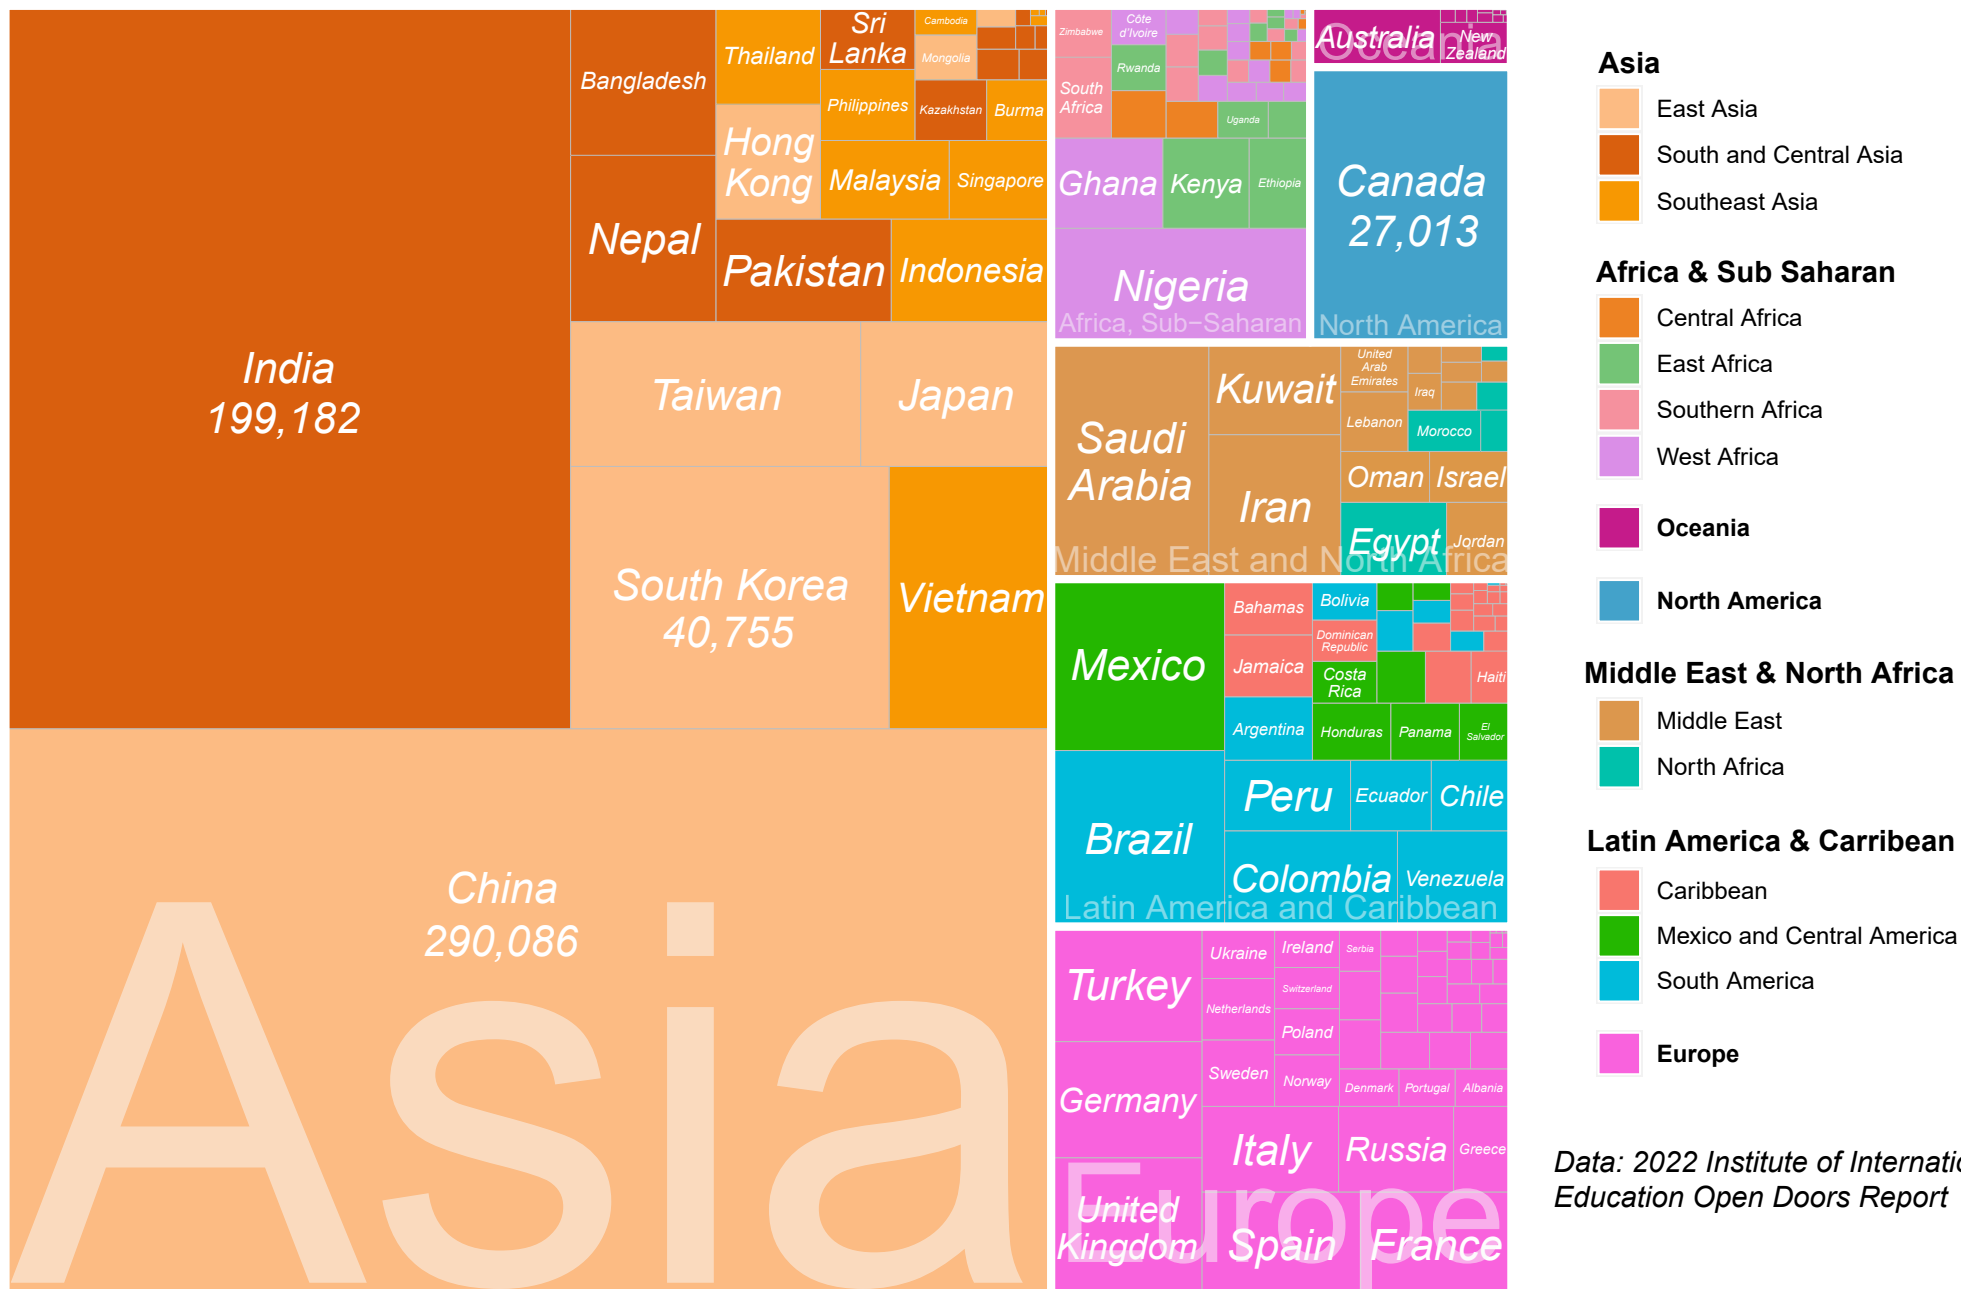 India
199,182
Bangladesh
Nepal
Thailand
Hong
Kong
Sri
Lanka
Philippines
Cambodia
Mongolia
Kazakhstan
Burma
Malaysia
Singapore
Pakistan
Indonesia
Taiwan
Japan
South Korea
40,755
Vietnam
China
290,086
Asia
Zimbabwe
South
Africa
Côte
d'Ivoire
Rwanda
Uganda
Ghana
Kenya
Ethiopia
Nigeria
Africa, Sub−Saharan
Australia
New
Zealand
Oceania
Canada
27,013
North America
Saudi
Arabia
Kuwait
Iran
United
Arab
Emirates
Iraq
Lebanon
Morocco
Oman
Israel
Egypt
Jordan
Middle East and North Africa
Mexico
Brazil
Bahamas
Jamaica
Argentina
Bolivia
Dominican
Republic
Costa
Rica
Haiti
Honduras
Panama
El
Salvador
Peru
Ecuador
Chile
Colombia
Venezuela
Latin America and Caribbean
Turkey
Germany
United
Kingdom
Ukraine
Netherlands
Sweden
Ireland
Switzerland
Poland
Norway
Serbia
Denmark
Portugal
Albania
Italy
Russia
Greece
Spain
France
Europe
Asia
East Asia
South and Central Asia
Southeast Asia
Africa & Sub Saharan
Central Africa
East Africa
Southern Africa
West Africa
Oceania
North America
Middle East & North Africa
Middle East
North Africa
Latin America & Carribean
Caribbean
Mexico and Central America
South America
Europe
Data: 2022 Institute of Internatio
Education Open Doors Report